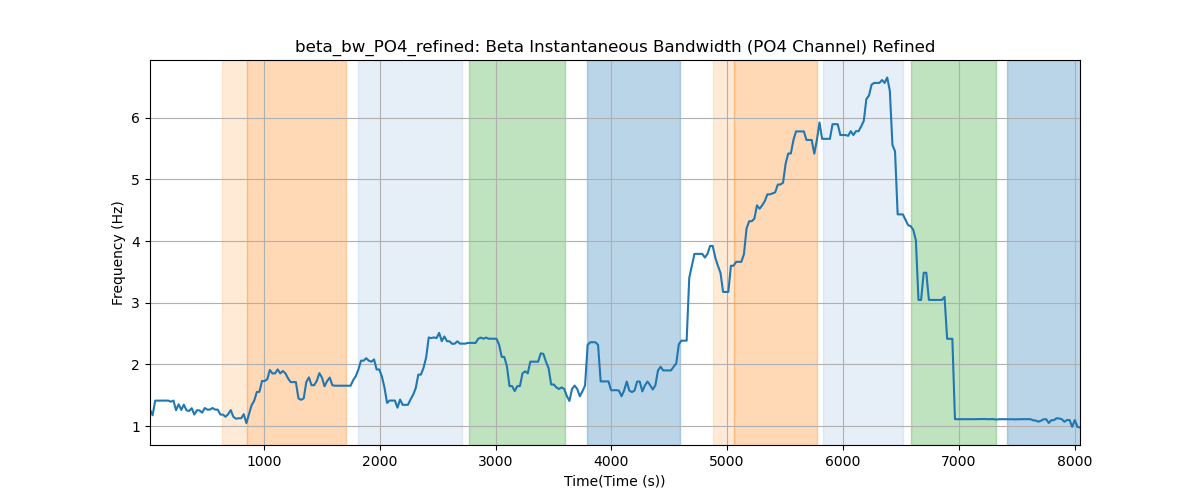 beta_bw_PO4_refined: Beta Instantaneous Bandwidth (PO4 Channel) Refined
Frequency (Hz)
6
5
4
3
2
1
1000 2000 3000 4000 5000 6000 7000 8000
Time(Time (s))